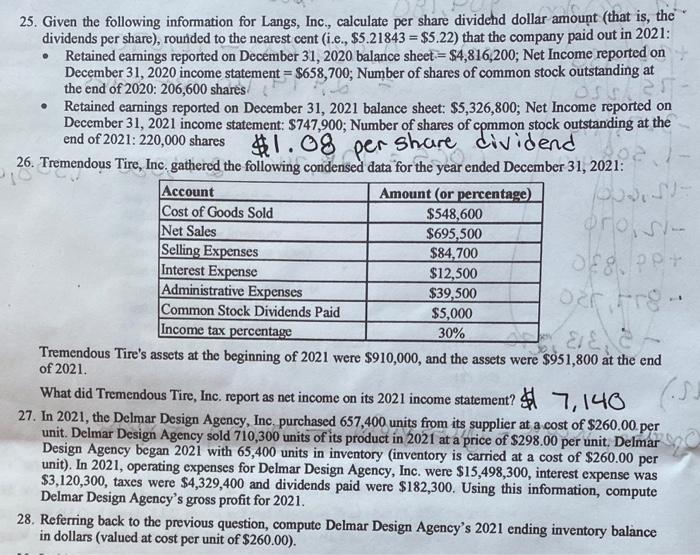 25. Given the following information for Langs, Inc., calculate per share dividend dollar amount (that is, the
dividends per share), rounded to the nearest cent (i.e., $5.21843 = $5.22) that the company paid out in 2021:
• Retained earnings reported on December 31, 2020 balance sheet = $4,816,200; Net Income reported on
December 31, 2020 income statement = $658,700; Number of shares of common stock outstanding at
the end of 2020: 206,600 shares
• Retained earnings reported on December 31, 2021 balance sheet: $5,326,800; Net Income reported on
December 31, 2021 income statement: $747,900; Number of shares of common stock outstanding at the
end of 2021: 220,000 shares $1.08 per share dividend
26. Tremendous Tire, Inc. gathered the following condensed data for the year ended December 31, 2021:
Account Amount (or percentage)
Cost of Goods Sold $548,600
Net Sales $695,500
Selling Expenses $84,700
Interest Expense $12,500
Administrative Expenses $39,500
Common Stock Dividends Paid $5,000
Income tax percentage 30%
Tremendous Tire's assets at the beginning of 2021 were $910,000, and the assets were $951,800 at the end
of 2021.
What did Tremendous Tire, Inc. report as net income on its 2021 income statement? $ 7,140
27. In 2021, the Delmar Design Agency, Inc. purchased 657,400 units from its supplier at a cost of $260.00 per
unit. Delmar Design Agency sold 710,300 units of its product in 2021 at a price of $298.00 per unit. Delmar
Design Agency began 2021 with 65,400 units in inventory (inventory is carried at a cost of $260.00 per
unit). In 2021, operating expenses for Delmar Design Agency, Inc. were $15,498,300, interest expense was
$3,120,300, taxes were $4,329,400 and dividends paid were $182,300. Using this information, compute
Delmar Design Agency's gross profit for 2021.
28. Referring back to the previous question, compute Delmar Design Agency's 2021 ending inventory balance
in dollars (valued at cost per unit of $260.00).